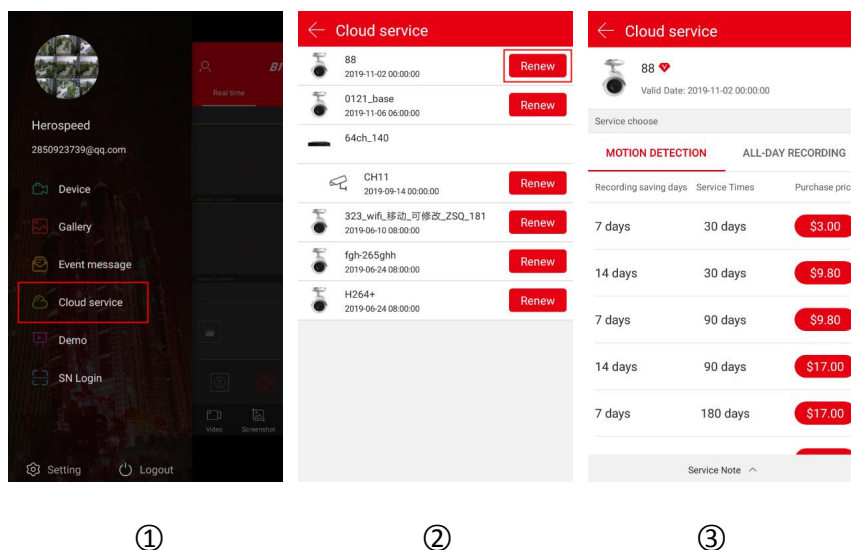 BI
Real time
Herospeed
2850923739@qq.com
Device
Gallery
Event message
Cloud service
Demo
SN Login
Video
Screenshot
Setting
Logout
①
Cloud service
88
2019-11-02 00:00:00
Renew
0121_base
2019-11-06 06:00:00
Renew
64ch_140
CH11
2019-09-14 00:00:00
Renew
323_wifi_移动_可修改_ZSQ_181
2019-06-10 08:00:00
Renew
fgh-265ghh
2019-06-24 08:00:00
Renew
H264+
2019-06-24 08:00:00
Renew
②
Cloud service
88
Valid Date: 2019-11-02 00:00:00
Service choose
MOTION DETECTION ALL-DAY RECORDING
Recording saving days Service Times Purchase pric
7 days 30 days $3.00
14 days 30 days $9.80
7 days 90 days $9.80
14 days 90 days $17.00
7 days 180 days $17.00
Service Note
③